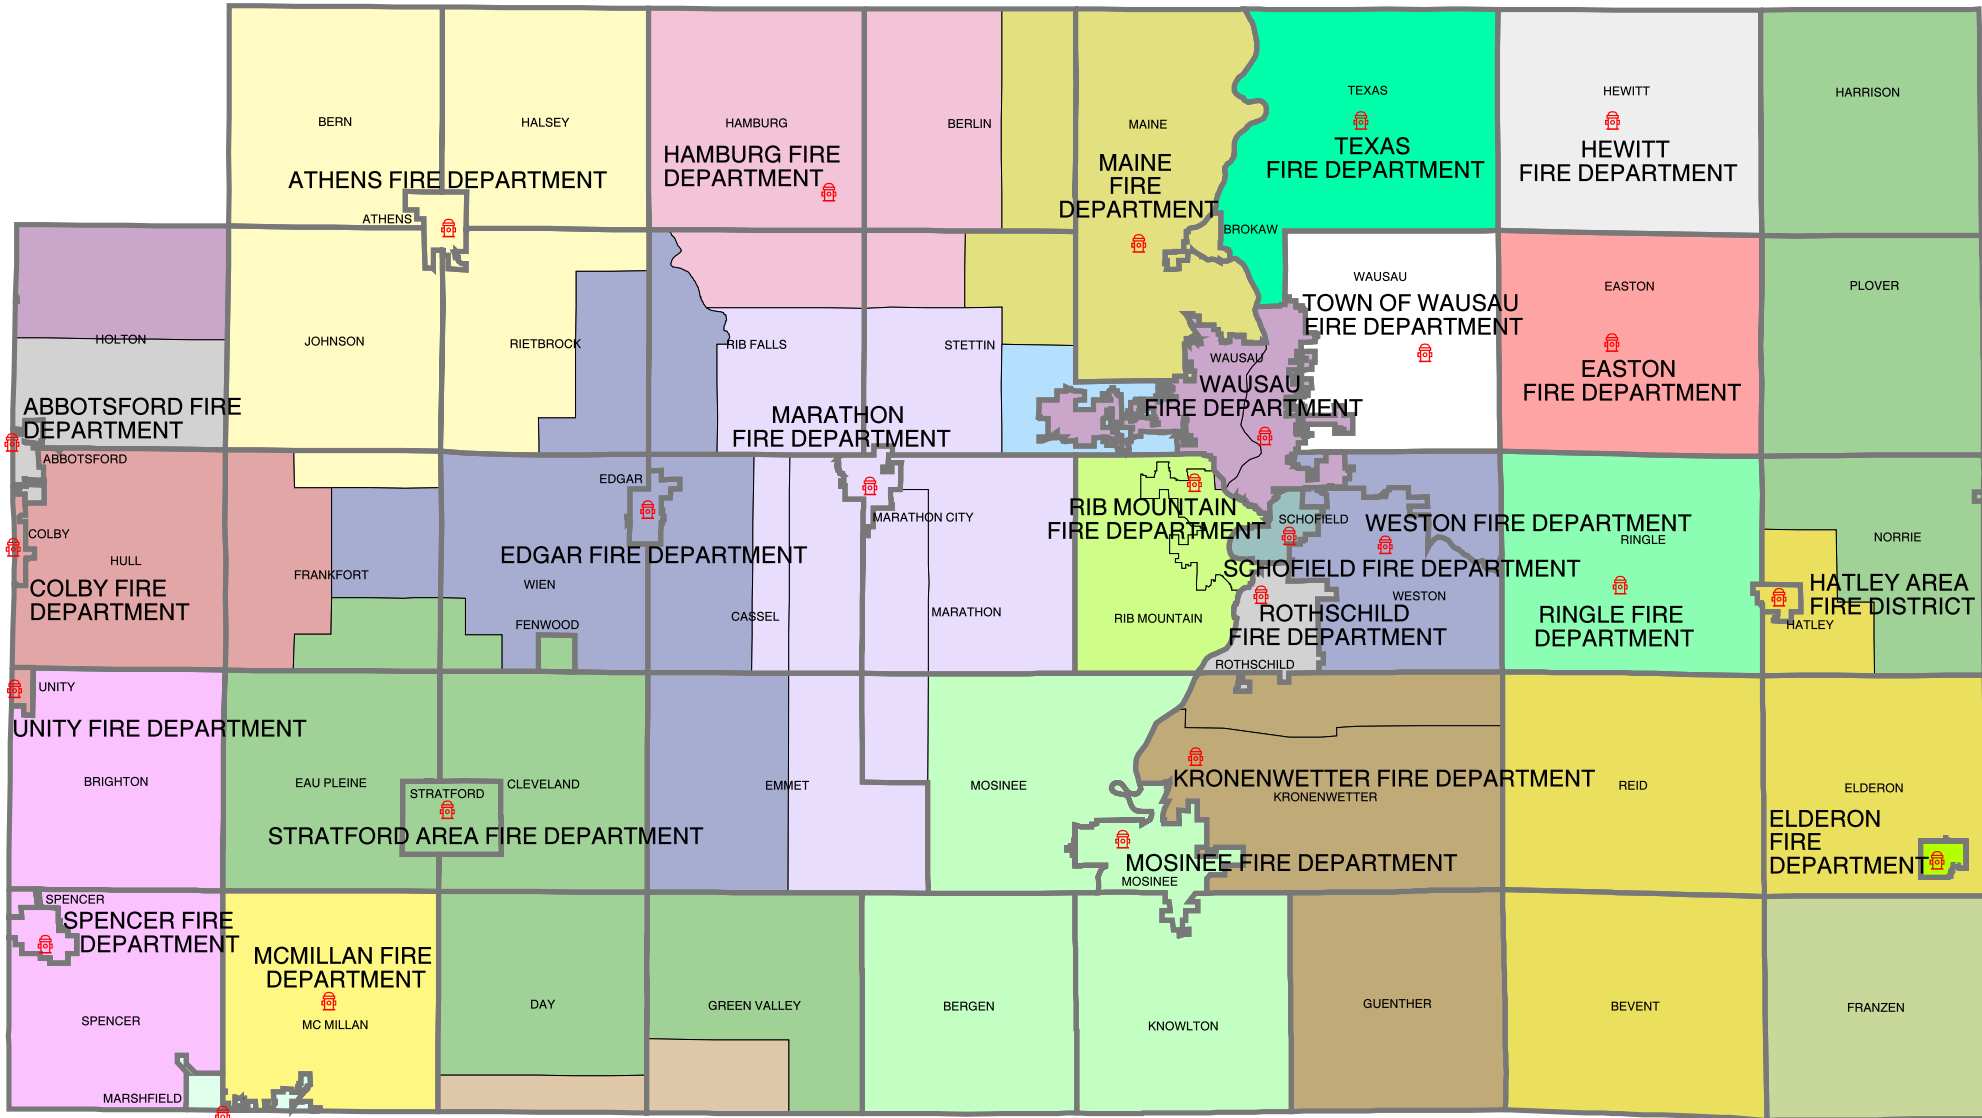 TEXAS
HEWITT
HARRISON
BERN
HALSEY
HAMBURG
BERLIN
MAINE
HAMBURG FIRE
DEPARTMENT
MAINE
FIRE
DEPARTMENT
TEXAS
FIRE DEPARTMENT
HEWITT
FIRE DEPARTMENT
ATHENS FIRE DEPARTMENT
ATHENS
BROKAW
WAUSAU
EASTON
PLOVER
TOWN OF WAUSAU
FIRE DEPARTMENT
HOLTON
JOHNSON
RIETBROCK
RIB FALLS
STETTIN
WAUSAU
WAUSAU
FIRE DEPARTMENT
EASTON
FIRE DEPARTMENT
ABBOTSFORD FIRE
DEPARTMENT
MARATHON
FIRE DEPARTMENT
ABBOTSFORD
EDGAR
MARATHON CITY
RIB MOUNTAIN
FIRE DEPARTMENT
SCHOFIELD
WESTON FIRE DEPARTMENT
RINGLE
NORRIE
COLBY
HULL
COLBY FIRE
DEPARTMENT
FRANKFORT
EDGAR FIRE DEPARTMENT
WIEN
SCHOFIELD FIRE DEPARTMENT
WESTON
HATLEY AREA
FIRE DISTRICT
HATLEY
FENWOOD
CASSEL
MARATHON
RIB MOUNTAIN
ROTHSCHILD
FIRE DEPARTMENT
RINGLE FIRE
DEPARTMENT
ROTHSCHILD
UNITY
UNITY FIRE DEPARTMENT
BRIGHTON
EAU PLEINE
CLEVELAND
STRATFORD
STRATFORD AREA FIRE DEPARTMENT
EMMET
MOSINEE
KRONENWETTER FIRE DEPARTMENT
KRONENWETTER
REID
ELDERON
ELDERON
FIRE
DEPARTMENT
MOSINEE FIRE DEPARTMENT
MOSINEE
SPENCER
SPENCER FIRE
DEPARTMENT
MCMILLAN FIRE
DEPARTMENT
SPENCER
MC MILLAN
DAY
GREEN VALLEY
BERGEN
KNOWLTON
GUENTHER
BEVENT
FRANZEN
MARSHFIELD